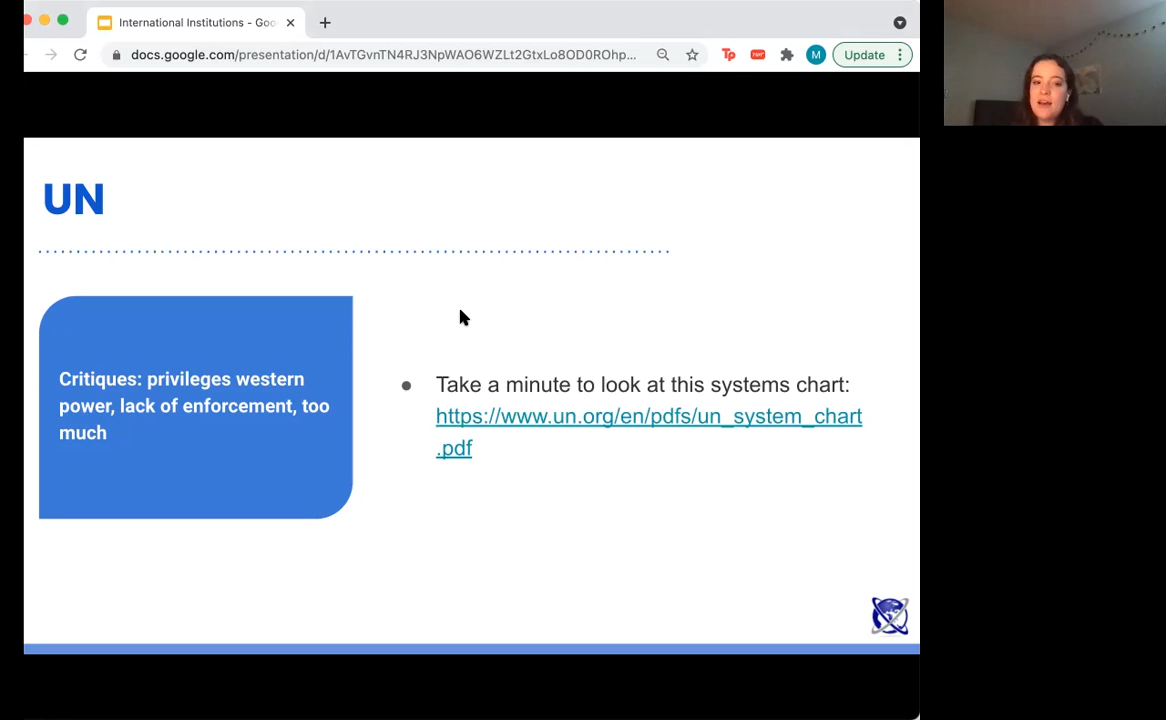 International Institutions - Goo
docs.google.com/presentation/d/1AvTGvnTN4RJ3NpWAO6WZLt2GtxLo8OD0ROhp...
Tp
M
Update
UN
Critiques: privileges western
power, lack of enforcement, too
much
● Take a minute to look at this systems chart:
https://www.un.org/en/pdfs/un_system_chart
.pdf